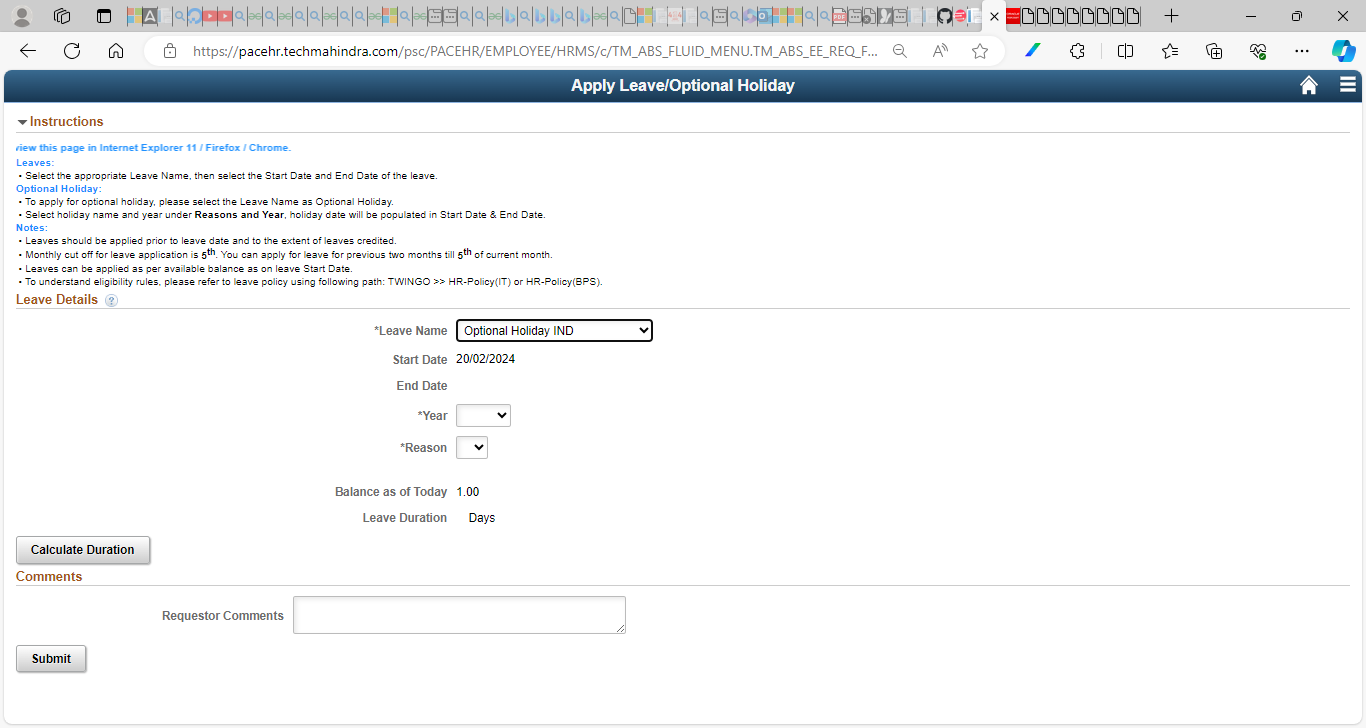 https://pacehr.techmahindra.com/psc/PACEHR/EMPLOYEE/HRMS/c/TM_ABS_FLUID_MENU.TM_ABS_EE_REQ_F...
Apply Leave/Optional Holiday
Instructions
view this page in Internet Explorer 11 / Firefox / Chrome.
Leaves:
• Select the appropriate Leave Name, then select the Start Date and End Date of the leave.
Optional Holiday:
• To apply for optional holiday, please select the Leave Name as Optional Holiday.
• Select holiday name and year under Reasons and Year, holiday date will be populated in Start Date & End Date.
Notes:
• Leaves should be applied prior to leave date and to the extent of leaves credited.
• Monthly cut off for leave application is 5th. You can apply for leave for previous two months till 5th of current month.
• Leaves can be applied as per available balance as on leave Start Date.
• To understand eligibility rules, please refer to leave policy using following path: TWINGO >> HR-Policy(IT) or HR-Policy(BPS).
Leave Details ?
*Leave Name Optional Holiday IND
Start Date 20/02/2024
End Date
*Year
*Reason
Balance as of Today 1.00
Leave Duration Days
Calculate Duration
Comments
Requestor Comments
Submit